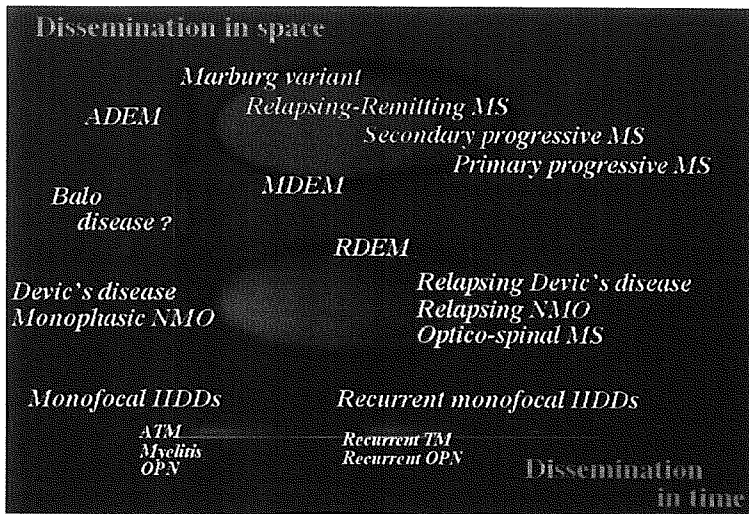 Dissemination in space
Marburg variant
Relapsing-Remitting MS
ADEM
Secondary progressive MS
Primary progressive MS
MDEM
Balo
disease ?
RDEM
Devic's disease
Monophasic NMO
Relapsing Devic's disease
Relapsing NMO
Optico-spinal MS
Monofocal IIDDs
Recurrent monofocal IIDDs
ATM
Myelitis
OPN
Recurrent TM
Recurrent OPN
Dissemination
in time